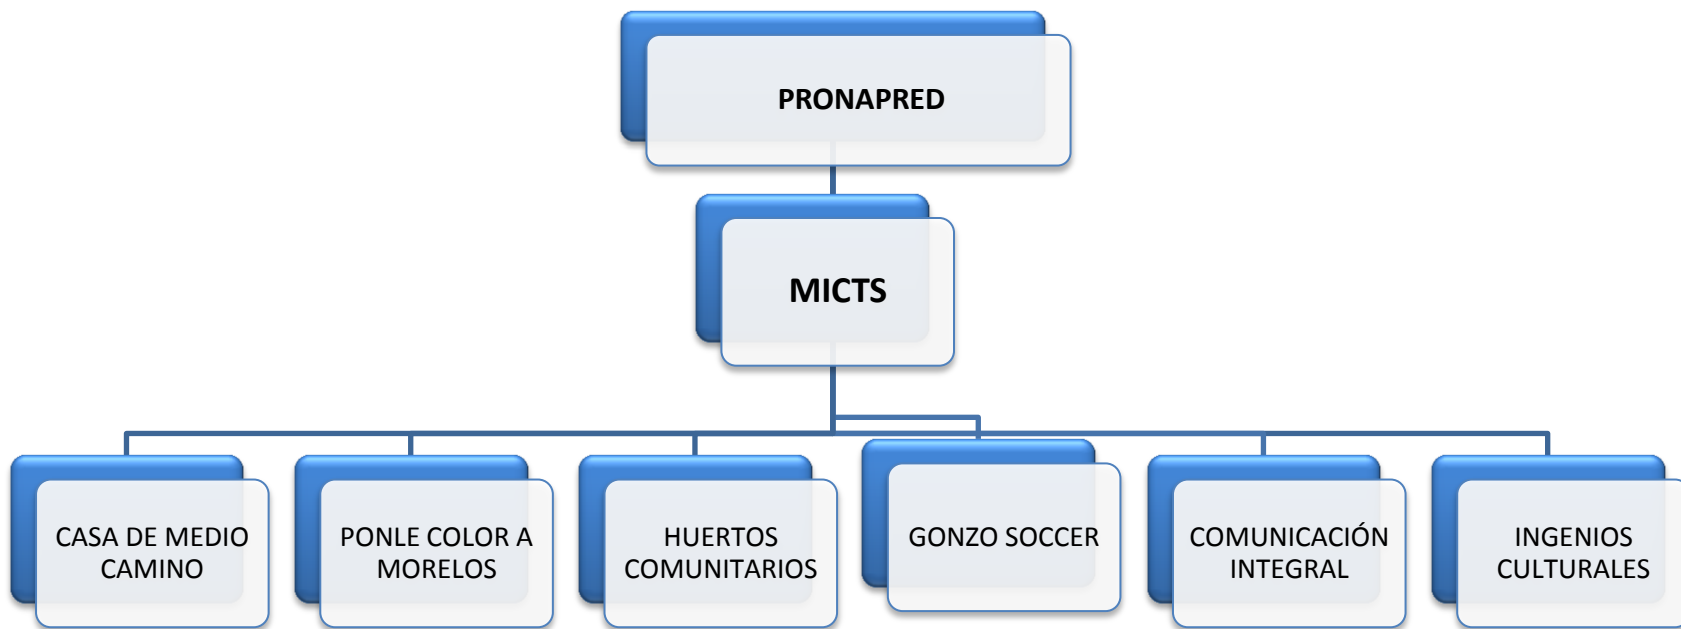 PRONAPRED
MICTS
CASA DE MEDIO
CAMINO
PONLE COLOR A
MORELOS
HUERTOS
COMUNITARIOS
GONZO SOCCER
COMUNICACIÓN
INTEGRAL
INGENIOS
CULTURALES